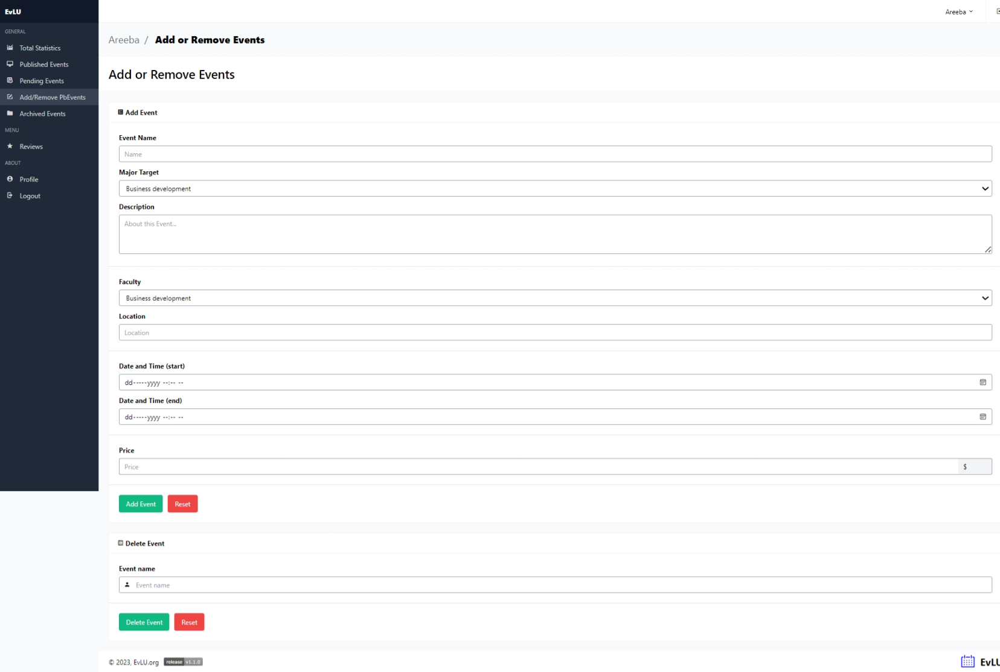 EvLU
GENERAL
Total Statistics
Published Events
Pending Events
Add/Remove PbEvents
Archived Events
MENU
Reviews
ABOUT
Profile
Logout
Areeba
Areeba / Add or Remove Events
Add or Remove Events
Add Event
Event Name
Name
Major Target
Business development
Description
About this Event...
Faculty
Business development
Location
Location
Date and Time (start)
dd-----yyyy --:-- --
Date and Time (end)
dd-----yyyy --:-- --
Price
Price $
Add Event Reset
Delete Event
Event name
Event name
Delete Event Reset
© 2023, EvLU.org release v1.1.0
EvLU